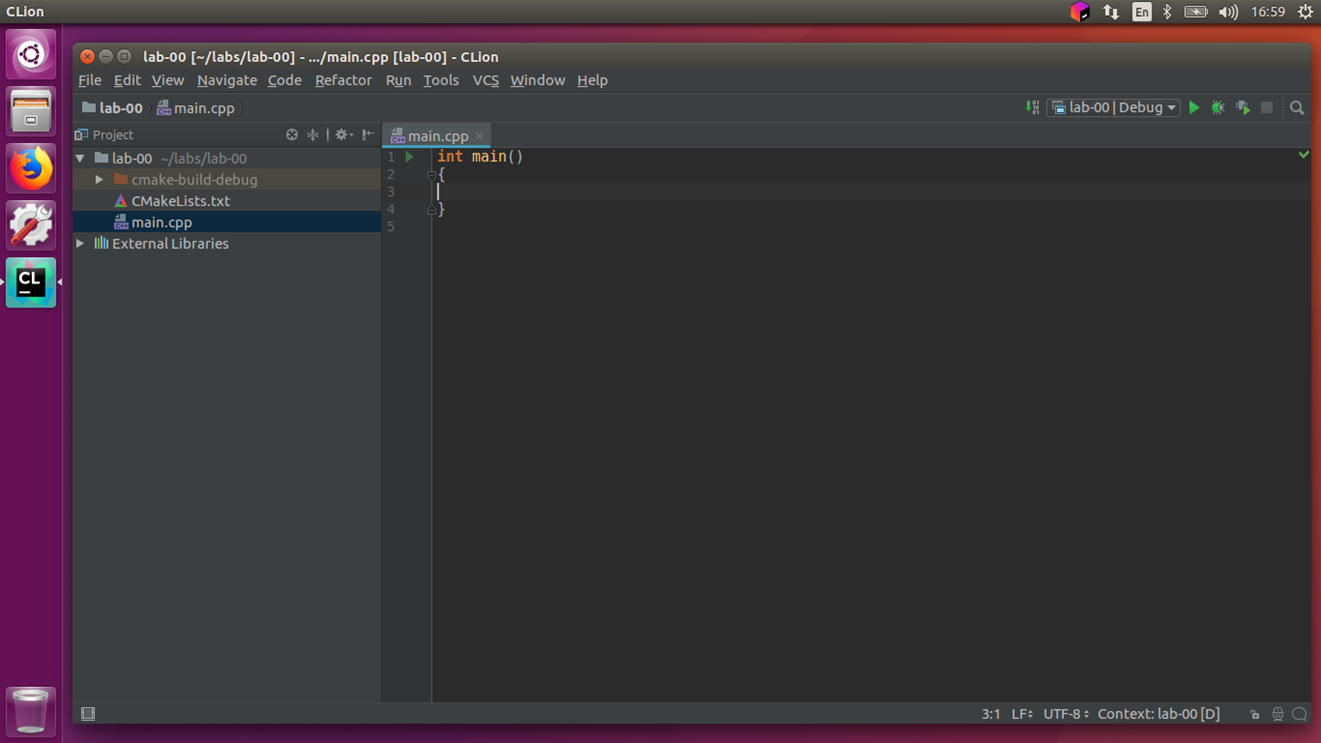 CLion
En
16:59
lab-00 [~/labs/lab-00] - .../main.cpp [lab-00] - CLion
File Edit View Navigate Code Refactor Run Tools VCS Window Help
lab-00 main.cpp
lab-00 | Debug
Project
main.cpp
lab-00 ~/labs/lab-00
cmake-build-debug
CMakeLists.txt
main.cpp
External Libraries
1 int main()
2 {
3
4 }
5
CL
3:1 LF UTF-8 Context: lab-00 [D]